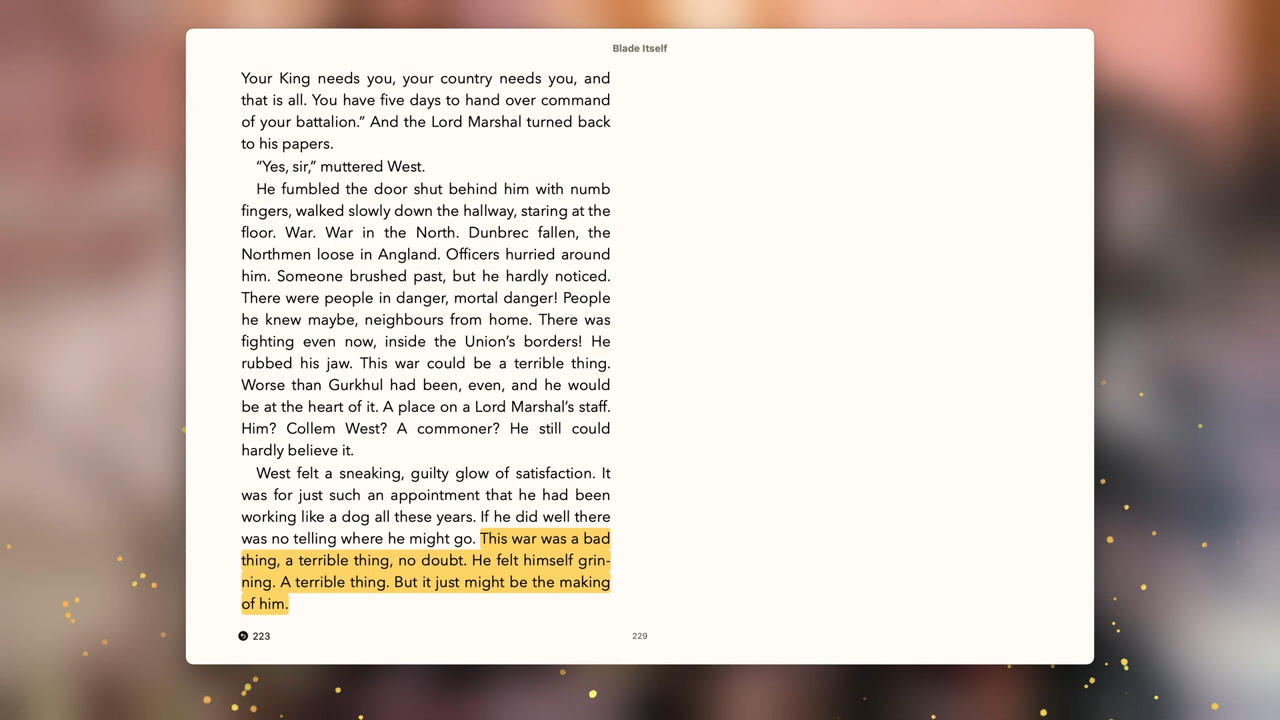 Blade Itself
Your King needs you, your country needs you, and
that is all. You have five days to hand over command
of your battalion.” And the Lord Marshal turned back
to his papers.
“Yes, sir,” muttered West.
He fumbled the door shut behind him with numb
fingers, walked slowly down the hallway, staring at the
floor. War. War in the North. Dunbrec fallen, the
Northmen loose in Angland. Officers hurried around
him. Someone brushed past, but he hardly noticed.
There were people in danger, mortal danger! People
he knew maybe, neighbours from home. There was
fighting even now, inside the Union’s borders! He
rubbed his jaw. This war could be a terrible thing.
Worse than Gurkhul had been, even, and he would
be at the heart of it. A place on a Lord Marshal’s staff.
Him? Collem West? A commoner? He still could
hardly believe it.
West felt a sneaking, guilty glow of satisfaction. It
was for just such an appointment that he had been
working like a dog all these years. If he did well there
was no telling where he might go. This war was a bad
thing, a terrible thing, no doubt. He felt himself grin-
ning. A terrible thing. But it just might be the making
of him.
223
229